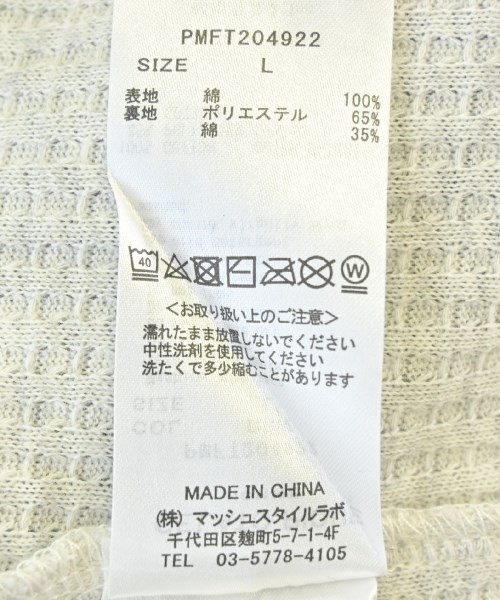 PMFT204922
SIZE L
表地 綿 100%
裏地 ポリエステル 65%
綿 35%
40
W
<お取り扱い上のご注意>
濡れたまま放置しないでください
中性洗剤を使用してください
洗たくで多少縮むことがあります
MADE IN CHINA
(株) マッシュスタイルラボ
千代田区麹町5-7-1-4F
TEL 03-5778-4105